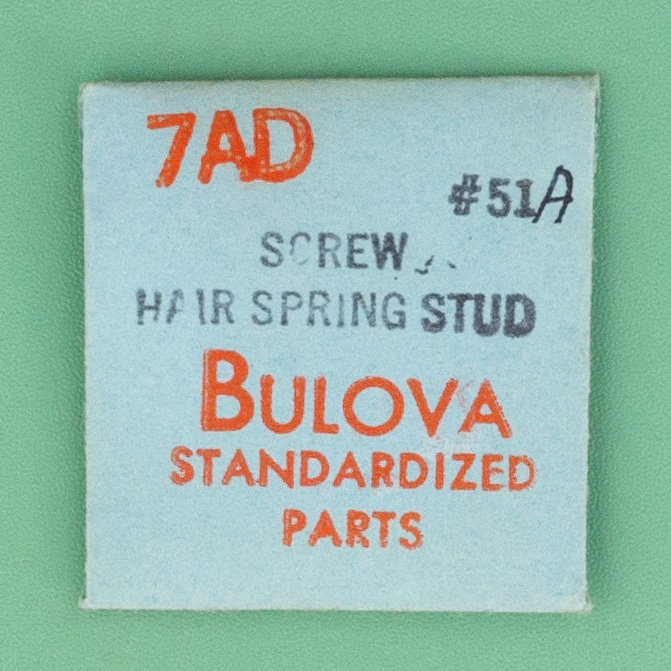 7AD
#51A
SCREW
HAIR SPRING STUD
BULOVA
STANDARDIZED
PARTS